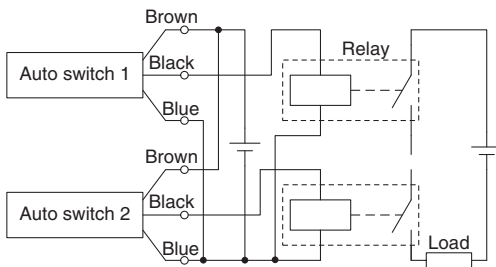 Brown
Relay
Auto switch 1
Black
Blue
Brown
Auto switch 2
Black
Blue
Load